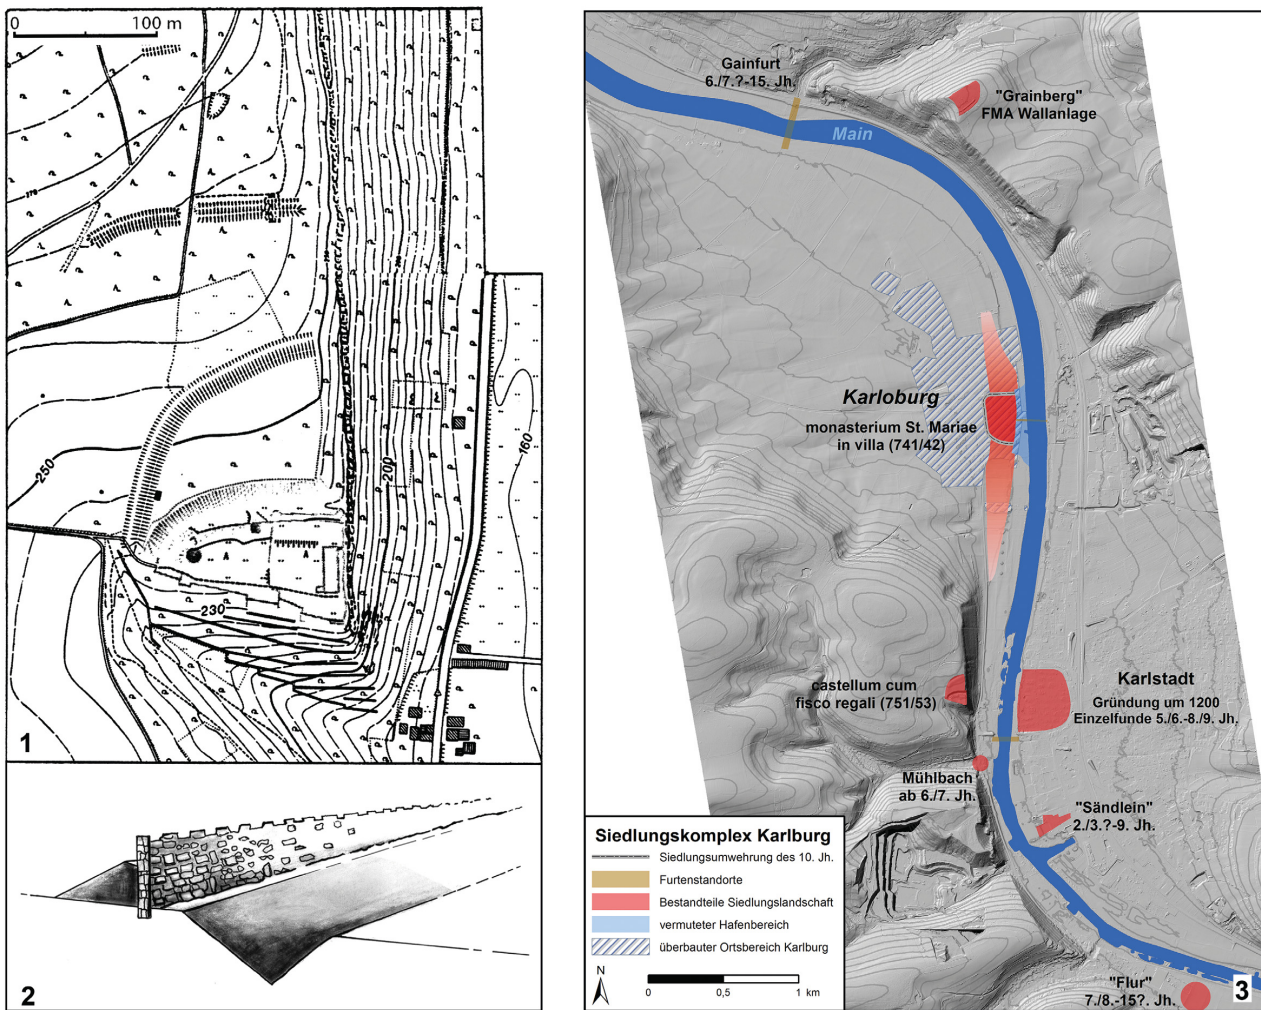 0 100 m
250
200
160
230
1
2
Gainfurt
6./7.?-15. Jh.
"Grainberg"
FMA Wallanlage
Main
Karloburg
monasterium St. Mariae
in villa (741/42)
castellum cum
fisco regali (751/53)
Karlstadt
Gründung um 1200
Einzelfunde 5./6.-8./9. Jh.
Mühlbach
ab 6./7. Jh.
"Sändlein"
2./3.?-9. Jh.
"Flur"
7./8.-15?. Jh.
3
Siedlungskomplex Karlburg
Siedlungsumwehrung des 10. Jh.
Furtenstandorte
Bestandteile Siedlungslandschaft
vermuteter Hafenbereich
überbauter Ortsbereich Karlburg
N
0 0,5 1 km